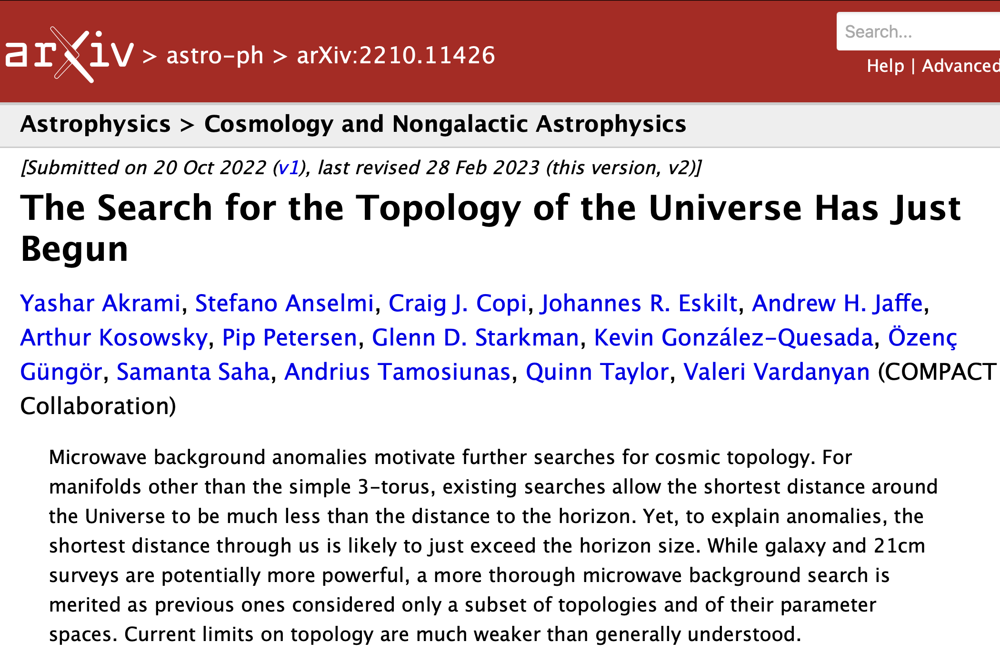 arXiv > astro-ph > arXiv:2210.11426
Search...
Help | Advanced
Astrophysics > Cosmology and Nongalactic Astrophysics
[Submitted on 20 Oct 2022 (v1), last revised 28 Feb 2023 (this version, v2)]
The Search for the Topology of the Universe Has Just
Begun
Yashar Akrami, Stefano Anselmi, Craig J. Copi, Johannes R. Eskilt, Andrew H. Jaffe,
Arthur Kosowsky, Pip Petersen, Glenn D. Starkman, Kevin González-Quesada, Özenç
Güngör, Samanta Saha, Andrius Tamosiunas, Quinn Taylor, Valeri Vardanyan (COMPACT
Collaboration)
Microwave background anomalies motivate further searches for cosmic topology. For
manifolds other than the simple 3-torus, existing searches allow the shortest distance around
the Universe to be much less than the distance to the horizon. Yet, to explain anomalies, the
shortest distance through us is likely to just exceed the horizon size. While galaxy and 21cm
surveys are potentially more powerful, a more thorough microwave background search is
merited as previous ones considered only a subset of topologies and of their parameter
spaces. Current limits on topology are much weaker than generally understood.